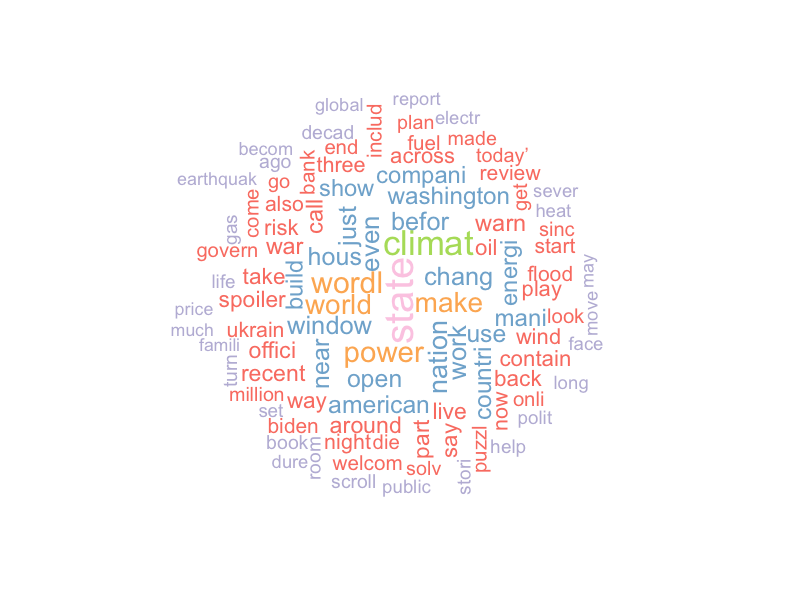 global
report
decad
includ
plan
electr
becom
end
fuel
made
ago
three
across
today’
earthquak
go
bank
show
compani
review
come
also
call
just
washington
get
sever
gas
risk
even
befor
warn
heat
govern
war
hous
climat
oil
sinc
start
life
take
build
wordl
state
chang
energi
flood
play
may
price
spoiler
world
make
mani
look
move
much
ukrain
window
nation
work
use
wind
face
famili
offici
near
power
countri
contain
turn
recent
open
back
long
million
way
american
live
now
onli
set
biden
around
part
say
puzzl
polit
book
night
die
help
dure
room
welcom
solv
stori
scroll
public